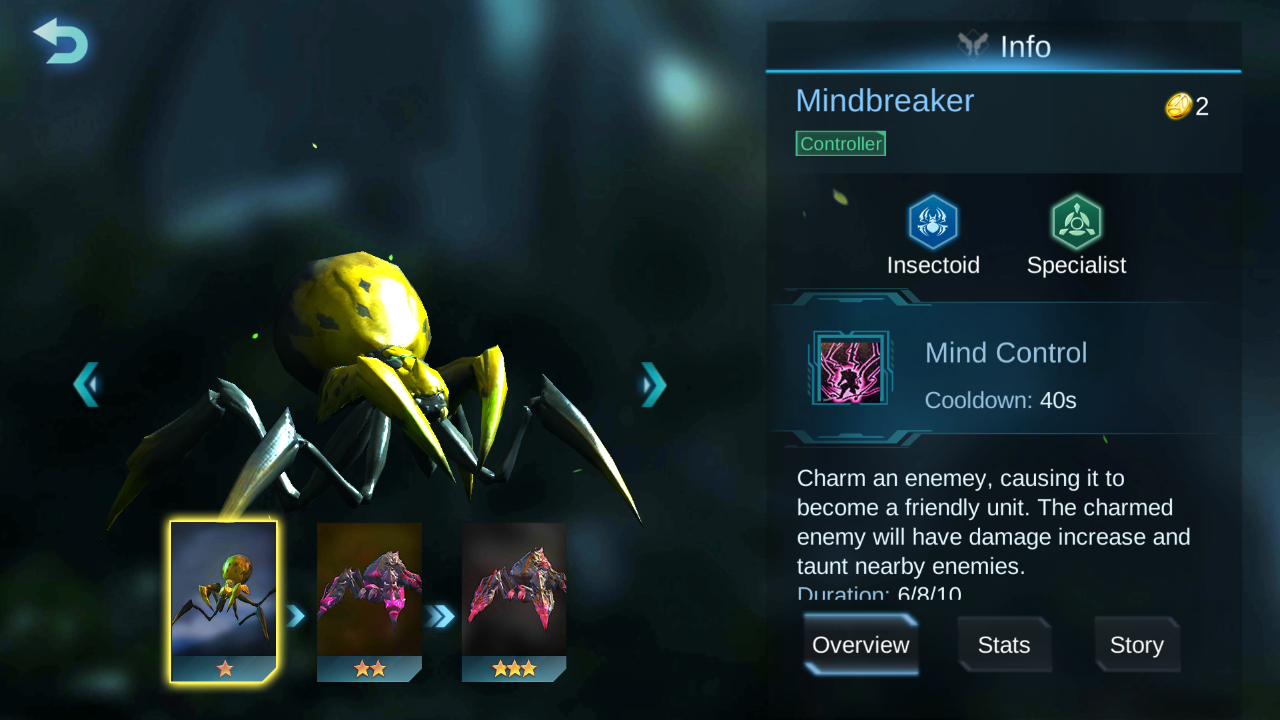 Info
Mindbreaker
2
Controller
Insectoid
Specialist
Mind Control
Cooldown: 40s
Charm an enemey, causing it to
become a friendly unit. The charmed
enemy will have damage increase and
taunt nearby enemies.
Duration: 6/8/10
Overview
Stats
Story